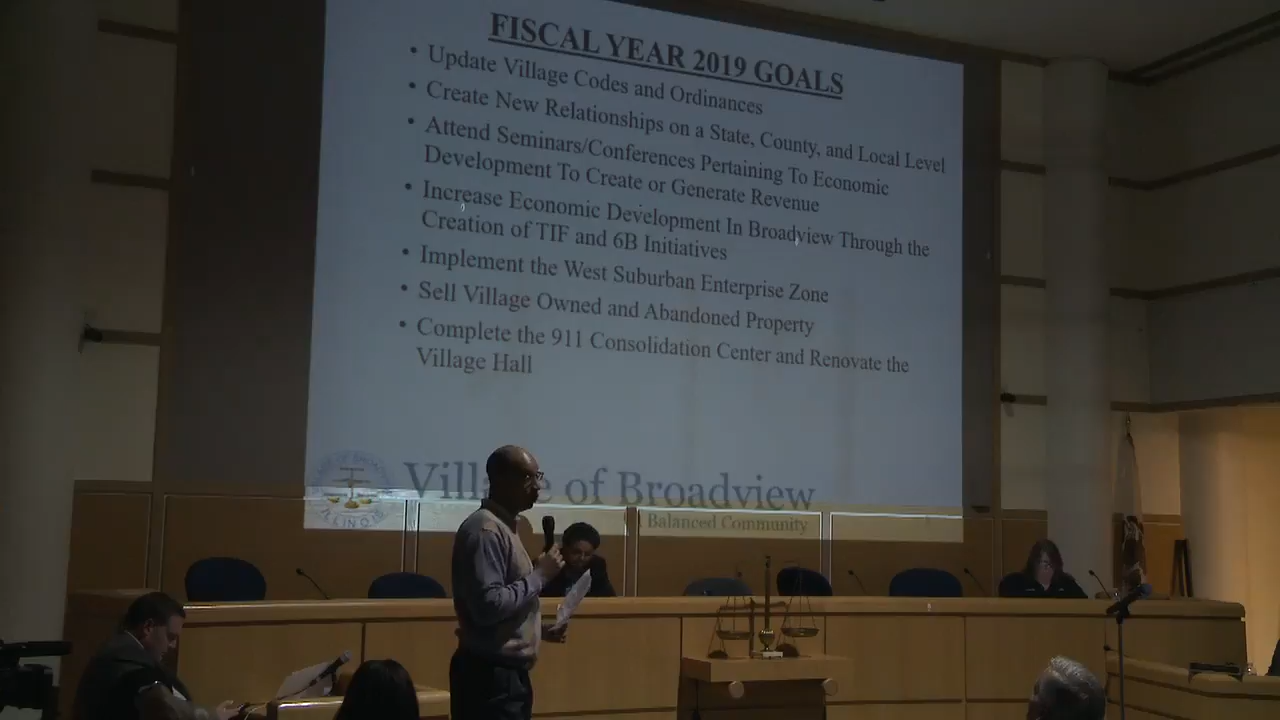 FISCAL YEAR 2019 GOALS
• Update Village Codes and Ordinances
• Create New Relationships on a State, County, and Local Level
• Attend Seminars/Conferences Pertaining To Economic
Development To Create or Generate Revenue
• Increase Economic Development In Broadview Through the
Creation of TIF and 6B Initiatives
• Implement the West Suburban Enterprise Zone
• Sell Village Owned and Abandoned Property
• Complete the 911 Consolidation Center and Renovate the
Village Hall
Village of Broadview
Balanced Community
ILLINOIS